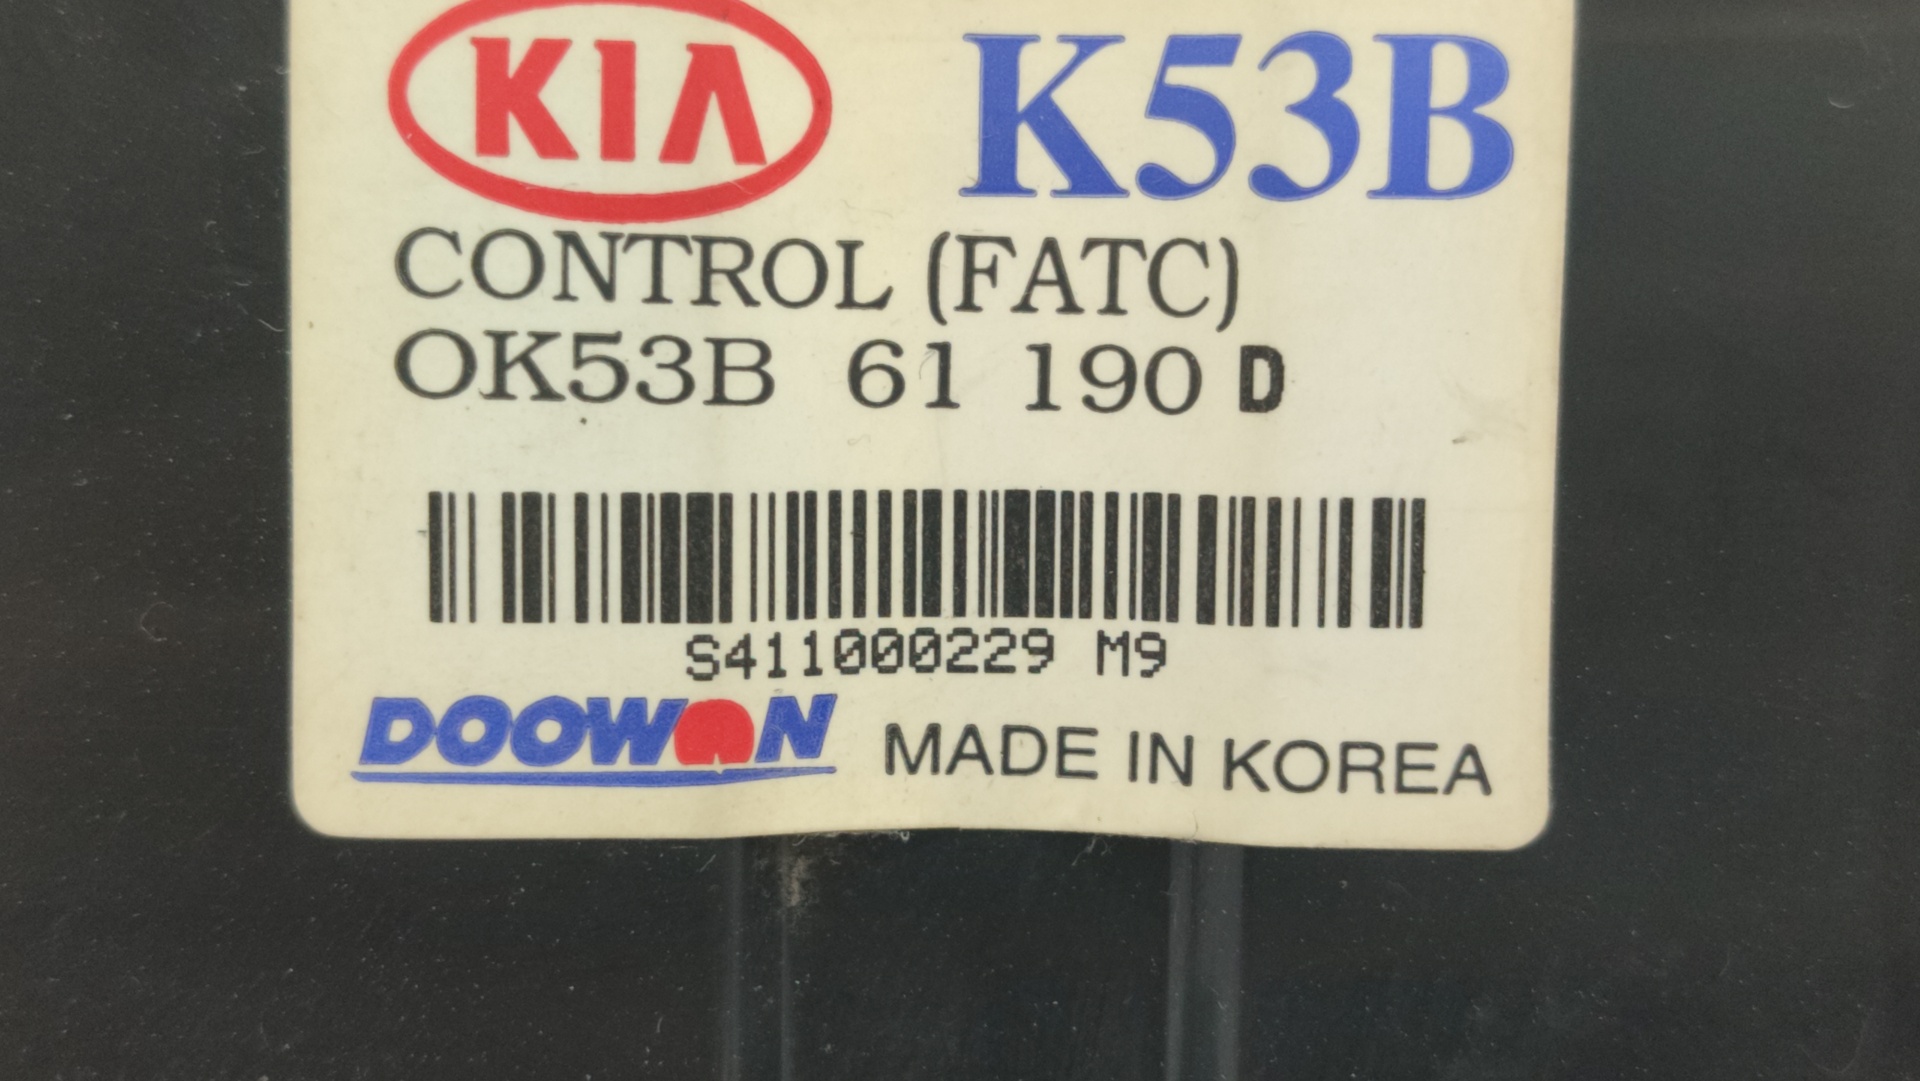 KIA K53B
CONTROL (FATC)
OK53B 61 190 D
S411000229 M9
DOOWON MADE IN KOREA